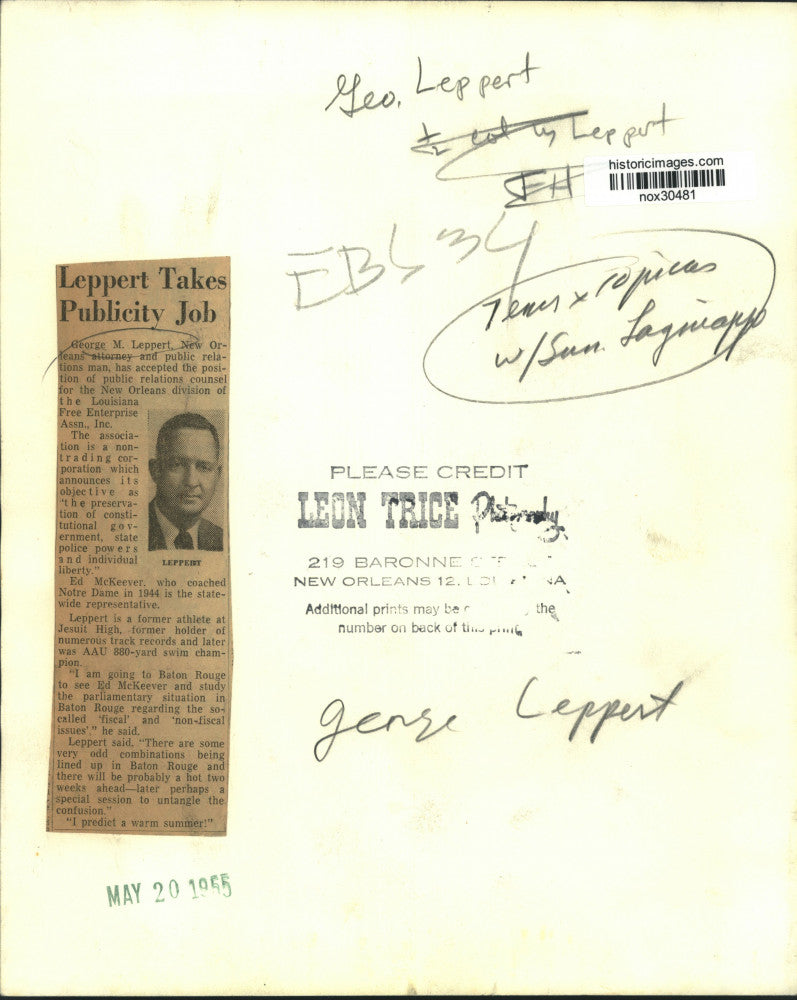 Geo. Leppert
1/2 col by Leppert
historicimages.com
nox30481
Leppert Takes
Publicity Job
George M. Leppert, New Or-
leans attorney and public rela-
tions man, has accepted the posi-
tion of public relations counsel
for the New Orleans division of
the Louisiana
Free Enterprise
Assn., Inc.
The associa-
tion is a non-
trading cor-
poration which
announces its
objective as
"the preserva-
tion of consti-
tutional gov-
ernment, state
police powers
and individual
liberty."
LEPPERT
Ed McKeever, who coached
Notre Dame in 1944 is the state-
wide representative.
Leppert is a former athlete at
Jesuit High, former holder of
numerous track records and later
was AAU 880-yard swim cham-
pion.
"I am going to Baton Rouge
to see Ed McKeever and study
the parliamentary situation in
Baton Rouge regarding the so-
called 'fiscal' and 'non-fiscal
issues'," he said.
Leppert said, "There are some
very odd combinations being
lined up in Baton Rouge and
there will be probably a hot two
weeks ahead—later perhaps a
special session to untangle the
confusion."
"I predict a warm summer!"
w/Sun.
PLEASE CREDIT
LEON TRICE Photography
219 BARONNE
NEW ORLEANS 12,
Additional prints may be the
number on back of this print
George Leppert
MAY 20 1955